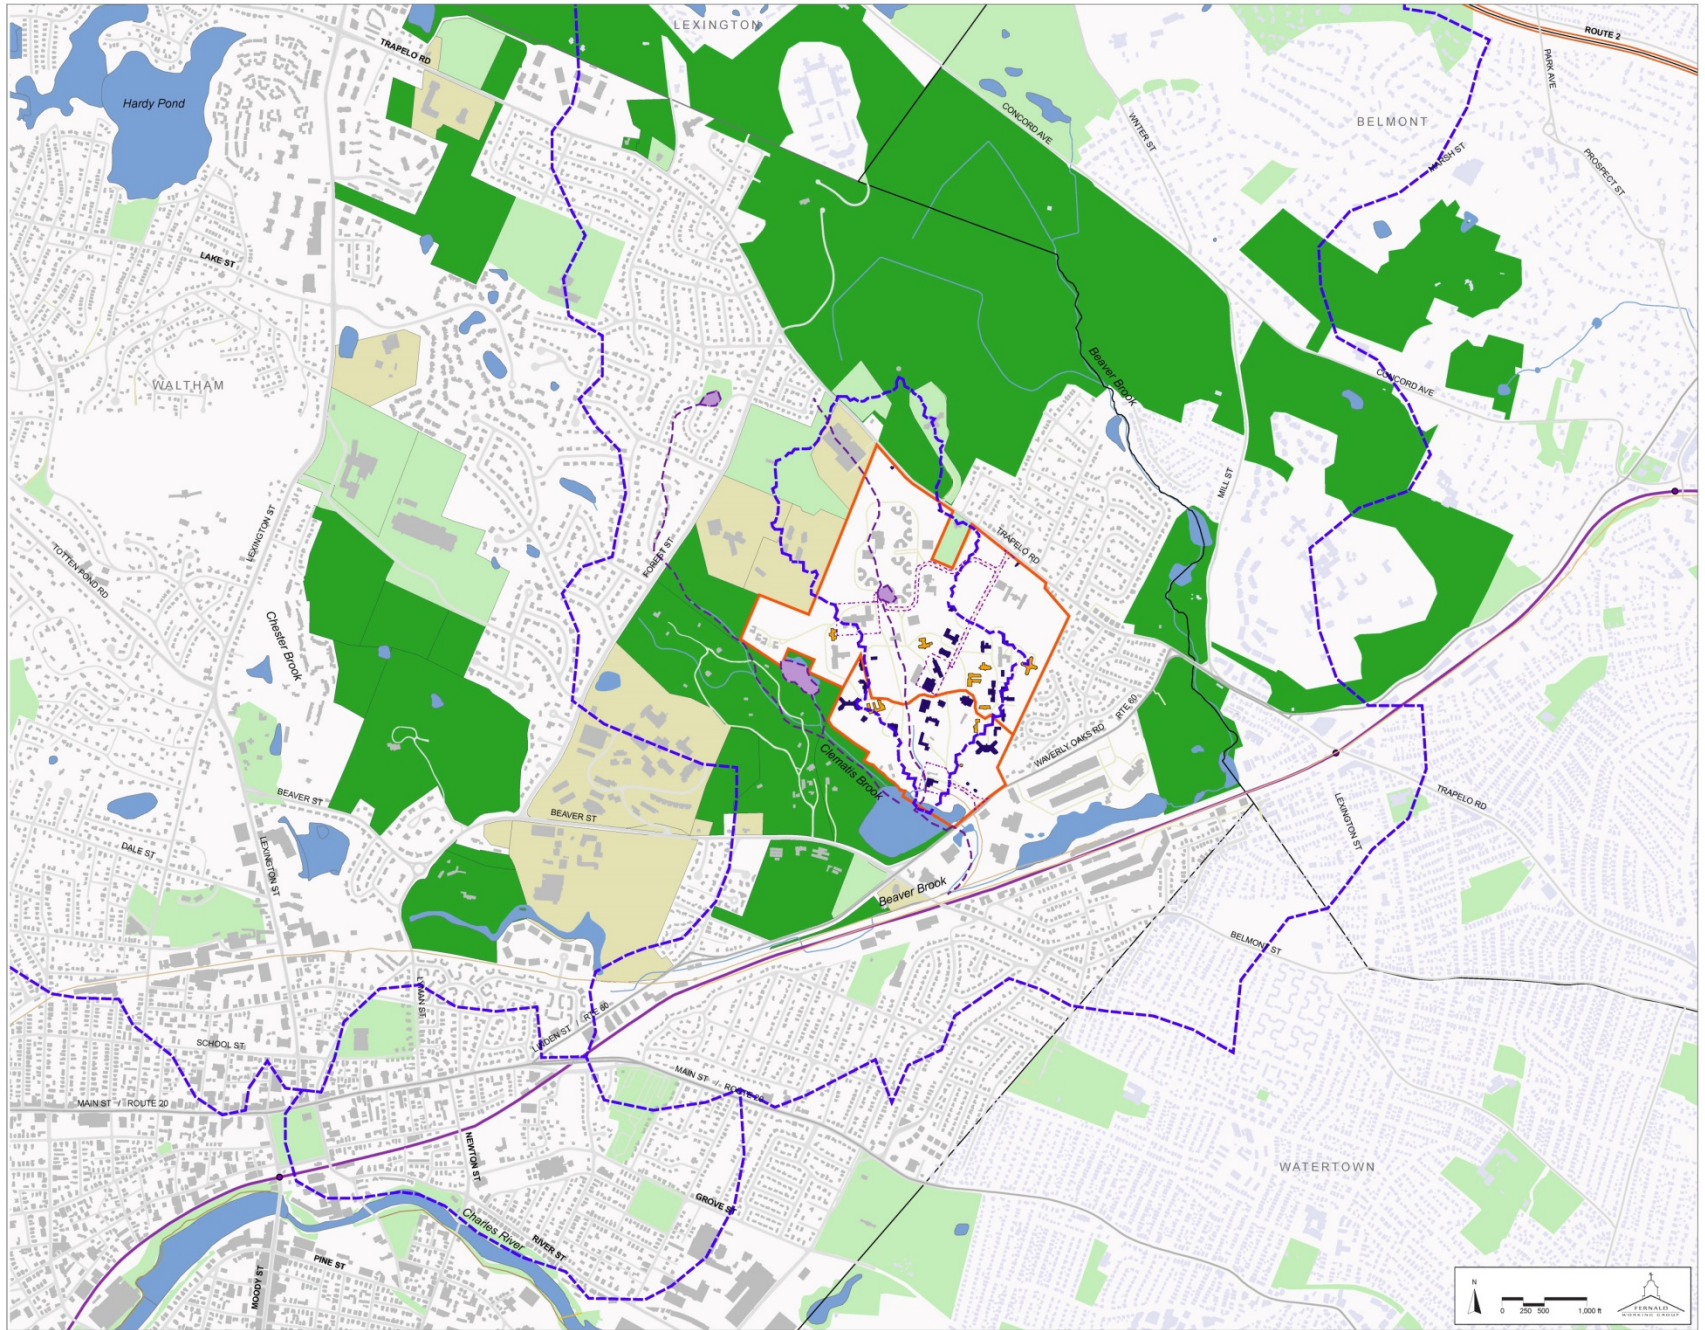 LEXINGTON
ROUTE 2
TRAPELO RD
PARK AVE
Hardy Pond
CONCORD AVE
WNTER ST
BELMONT
MARSH ST
PROSPECT ST
LAKE ST
Beaver Brook
CONCORD AVE
WALTHAM
MILL ST
LEXINGTON ST
TRAPELO RD
FOREST ST
TOTTEN POND RD
Chester Brook
RTE 60
WAVERLY OAKS RD
Clematis Brook
BEAVER ST
BEAVER ST
TRAPELO RD
LEXINGTON ST
DALE ST
LEXINGTON ST
Beaver Brook
BELMONT ST
LYMAN ST
LINDEN ST / RTE 60
SCHOOL ST
MAIN ST / ROUTE 20
MAIN ST / ROUTE 20
NEWTON ST
WATERTOWN
GROVE ST
Charles River
RIVER ST
PINE ST
MOODY ST
N
0 250 500 1,000 ft
FERNALD
WORKING GROUP